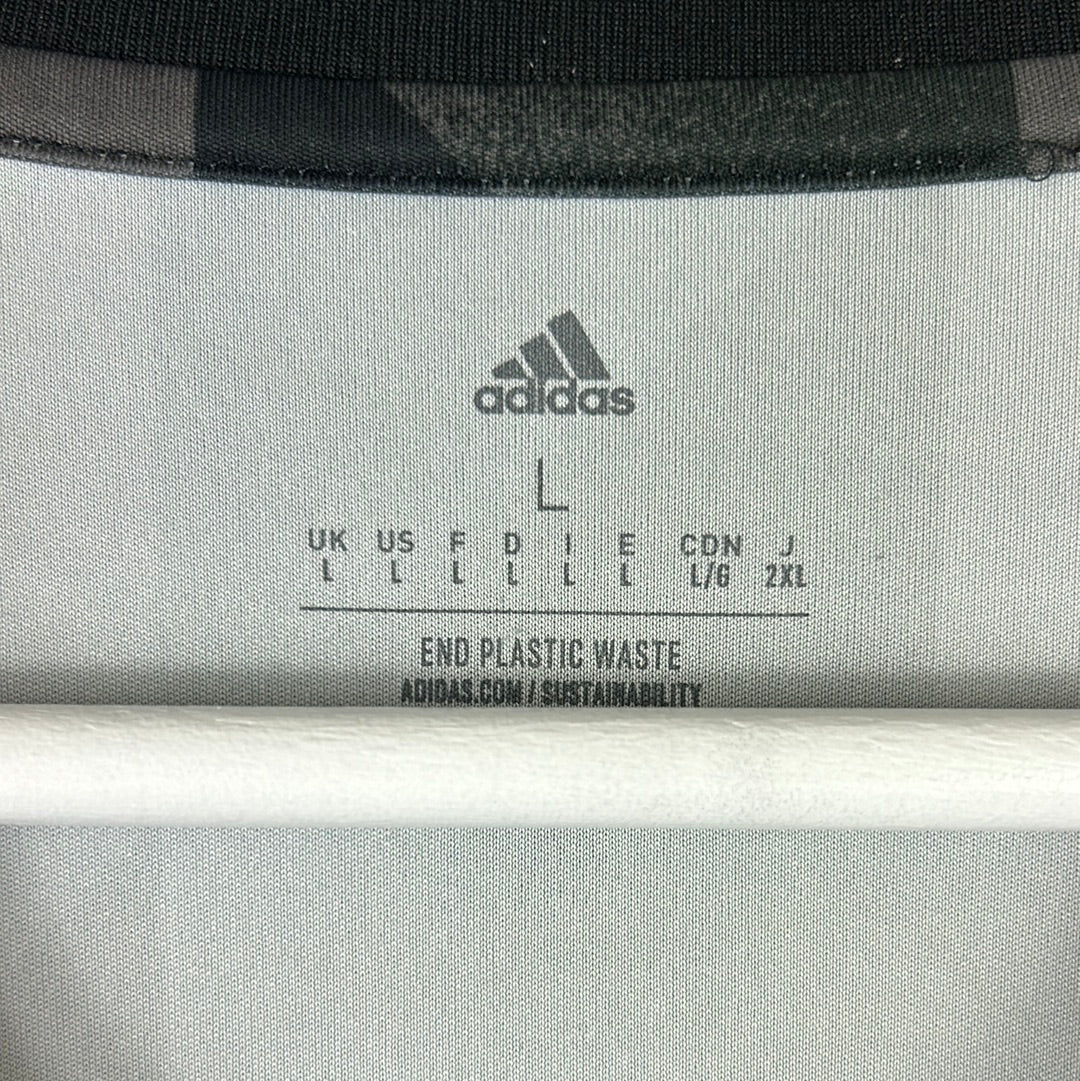 adidas
L
UK US F D I E CDN J
L L L L L L L/G 2XL
END PLASTIC WASTE
ADIDAS.COM / SUSTAINABILITY